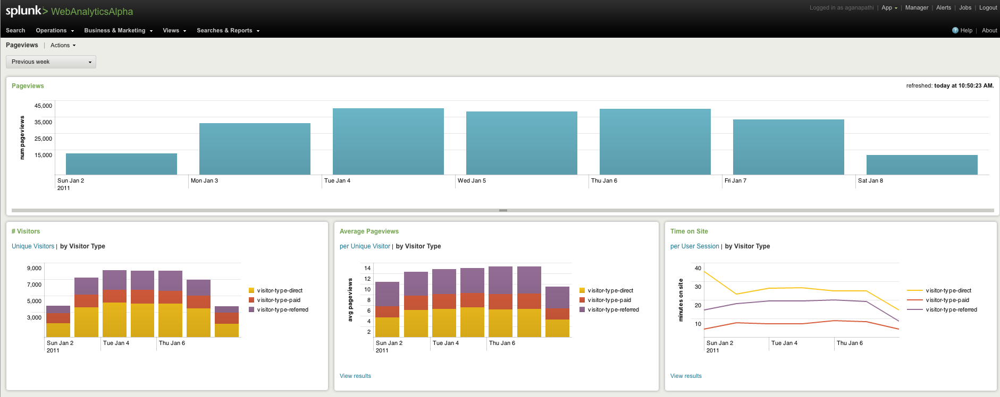 splunk> WebAnalyticsAlpha
Logged in as aganapathi | App | Manager | Alerts | Jobs | Logout
Search Operations Business & Marketing Views Searches & Reports
? Help | About
Pageviews | Actions
Previous week
Pageviews
refreshed: today at 10:50:23 AM.
num pageviews
45,000
35,000
25,000
15,000
Sun Jan 2 Mon Jan 3 Tue Jan 4 Wed Jan 5 Thu Jan 6 Fri Jan 7 Sat Jan 8
2011
# Visitors
Unique Visitors | by Visitor Type
9,000
7,000
5,000
3,000
Sun Jan 2 Tue Jan 4 Thu Jan 6
2011
visitor-type-direct
visitor-type-paid
visitor-type-referred
Average Pageviews
per Unique Visitor | by Visitor Type
avg pageviews
14
12
10
8
6
4
2
Sun Jan 2 Tue Jan 4 Thu Jan 6
2011
visitor-type-direct
visitor-type-paid
visitor-type-referred
View results
Time on Site
per User Session | by Visitor Type
minutes on site
40
30
20
10
Sun Jan 2 Tue Jan 4 Thu Jan 6
2011
visitor-type-direct
visitor-type-paid
visitor-type-referred
View results